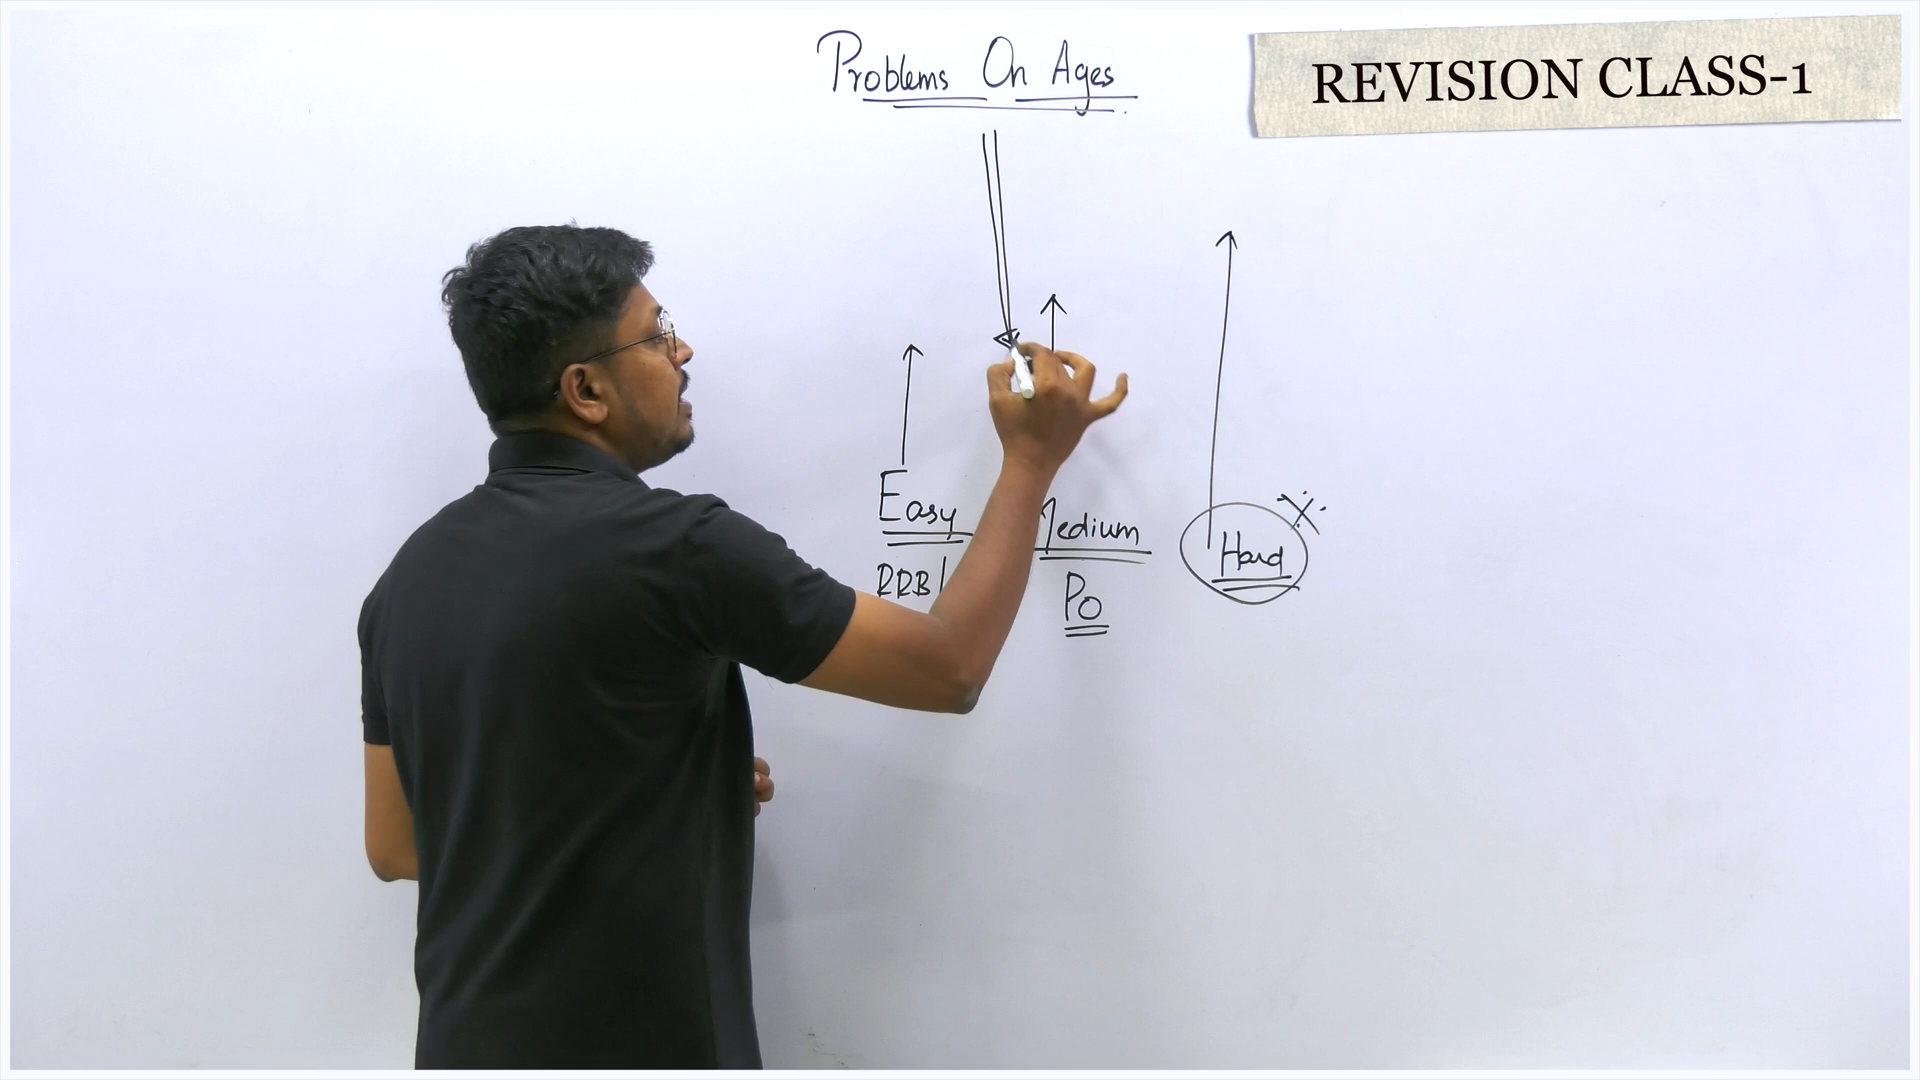 Problems On Ages
REVISION CLASS-1
Easy Medium Hard
RRB/ PO